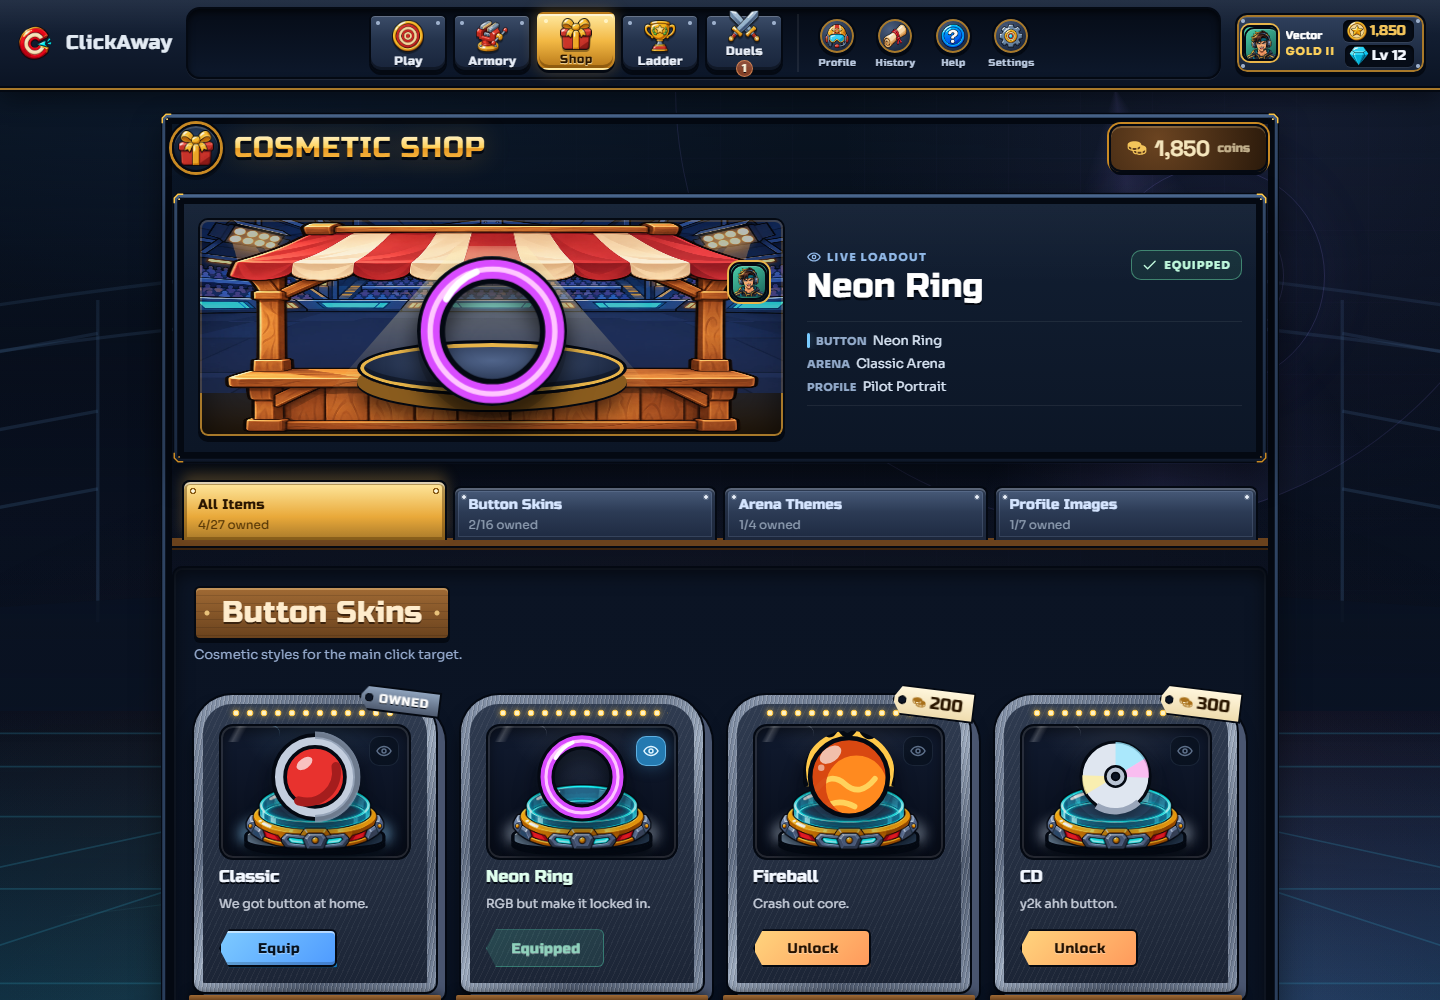 ClickAway
Play
Armory
Shop
Ladder
Duels
1
Profile
History
Help
Settings
Vector
GOLD II
1,850
Lv 12
COSMETIC SHOP
1,850 coins
LIVE LOADOUT
Neon Ring
EQUIPPED
BUTTON Neon Ring
ARENA Classic Arena
PROFILE Pilot Portrait
All Items
4/27 owned
Button Skins
2/16 owned
Arena Themes
1/4 owned
Profile Images
1/7 owned
Button Skins
Cosmetic styles for the main click target.
OWNED
Classic
We got button at home.
Equip
Neon Ring
RGB but make it locked in.
Equipped
200
Fireball
Crash out core.
Unlock
300
CD
y2k ahh button.
Unlock